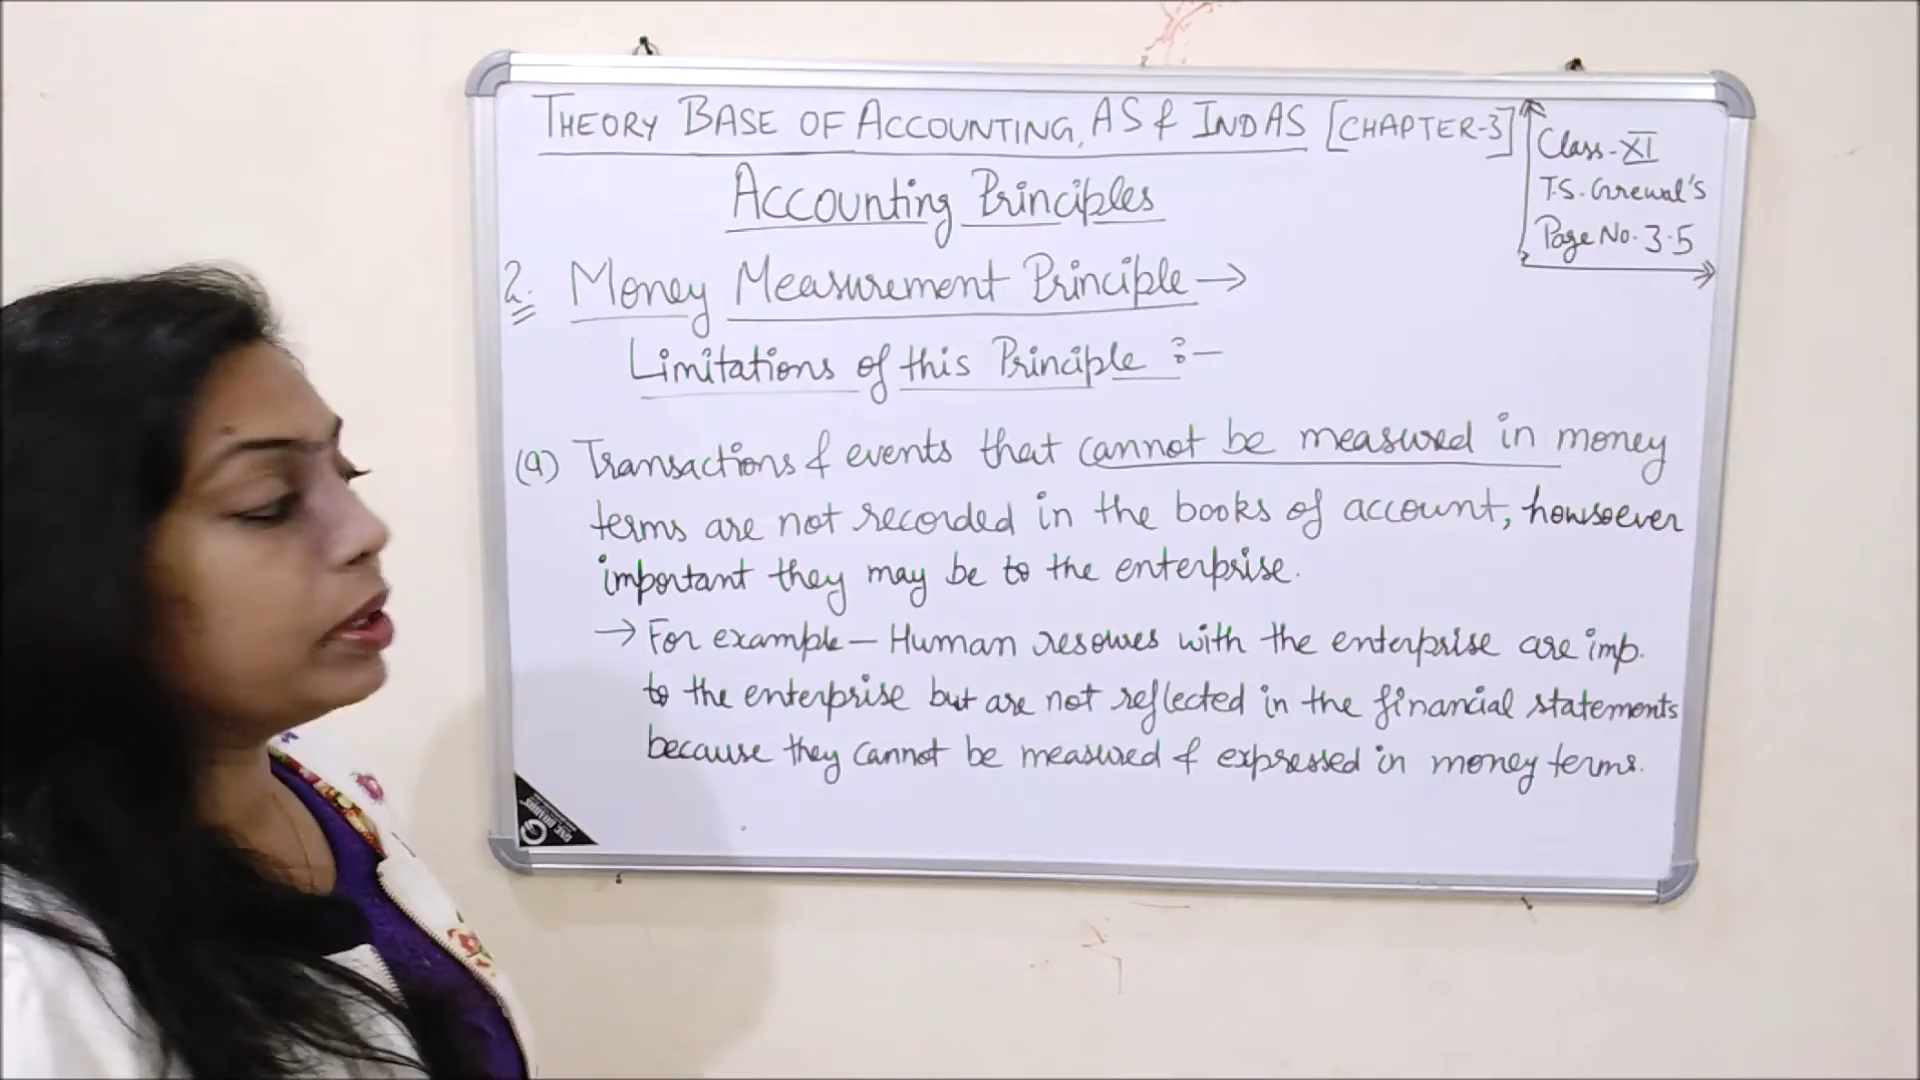 THEORY BASE OF ACCOUNTING, AS & IND AS [CHAPTER-3]
Class-XI
T.S. Grewal's
Page No. 3.5
Accounting Principles
2. Money Measurement Principle →
Limitations of this Principle :-
(a) Transactions & events that cannot be measured in money
terms are not recorded in the books of account, howsoever
important they may be to the enterprise.
→ For example - Human resoures with the enterprise are imp.
to the enterprise but are not reflected in the financial statements
because they cannot be measured & expressed in money terms.